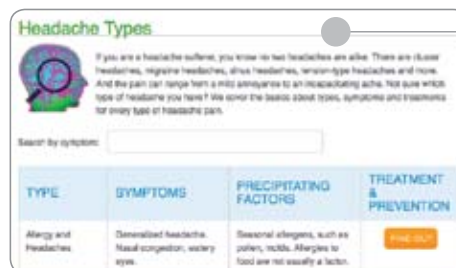 Headache Types
If you are a headache sufferer, you know no two headaches are alike. There are cluster
headaches, migraine headaches, sinus headaches, tension-type headaches and more.
And the pain can range from a mild annoyance to an incapacitating ache. Not sure which
type of headache you have? We cover the basics about types, symptoms and treatments
for every type of headache pain.
Search by symptom:
TYPE SYMPTOMS PRECIPITATING FACTORS TREATMENT & PREVENTION
Allergy and Generalized headache. Seasonal allergens, such as FIND OUT
Headaches Nasal congestion, watery pollen, molds. Allergies to
eyes. food are not usually a factor.